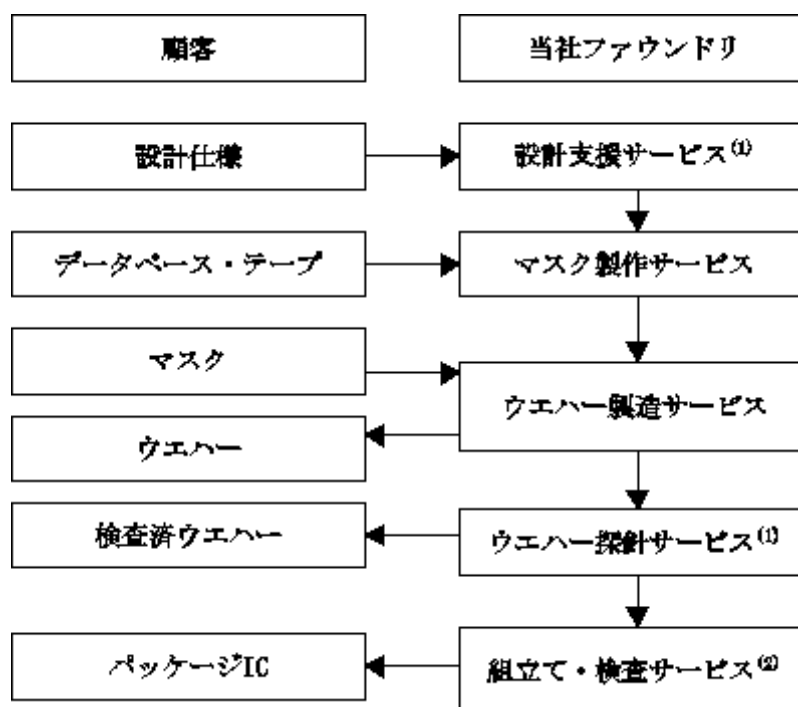 顧客
当社ファウンドリ
設計仕様
設計支援サービス(1)
データベース・テープ
マスク製作サービス
マスク
ウエハー製造サービス
ウエハー
検査済ウエハー
ウエハー探針サービス(1)
パッケージIC
組立て・検査サービス(2)